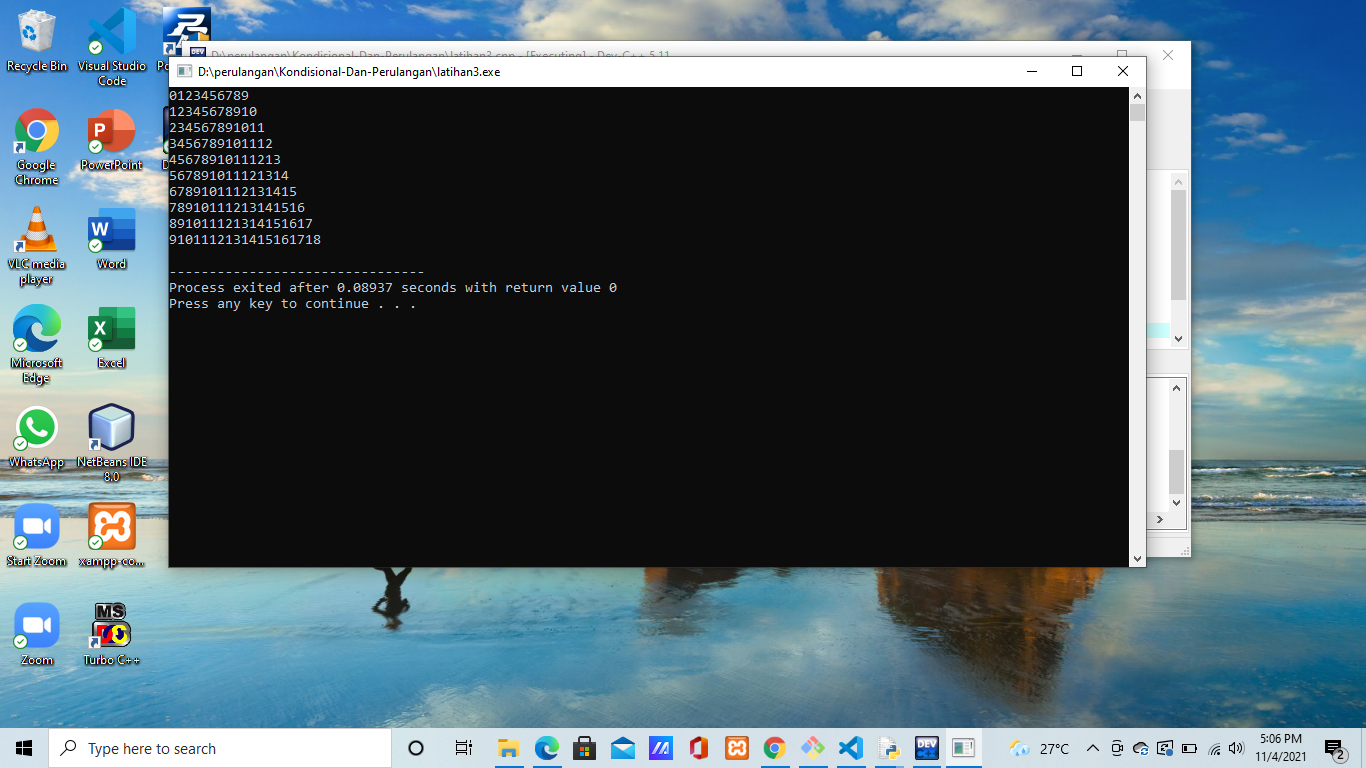 Recycle Bin
Visual Studio
Code
Google
Chrome
PowerPoint
VLC media
player
Word
Microsoft
Edge
Excel
WhatsApp
NetBeans IDE
8.0
Start Zoom
xampp-co...
Zoom
MS
Turbo C++
D:\perulangan\Kondisional-Dan-Perulangan\latihan3.cpp - [Executing] - Dev-C++ 5.11
D:\perulangan\Kondisional-Dan-Perulangan\latihan3.exe
0123456789
12345678910
234567891011
3456789101112
45678910111213
567891011121314
6789101112131415
78910111213141516
891011121314151617
9101112131415161718
--------------------------------
Process exited after 0.08937 seconds with return value 0
Press any key to continue . . .
Type here to search
DEV
27°C
5:06 PM
11/4/2021
2